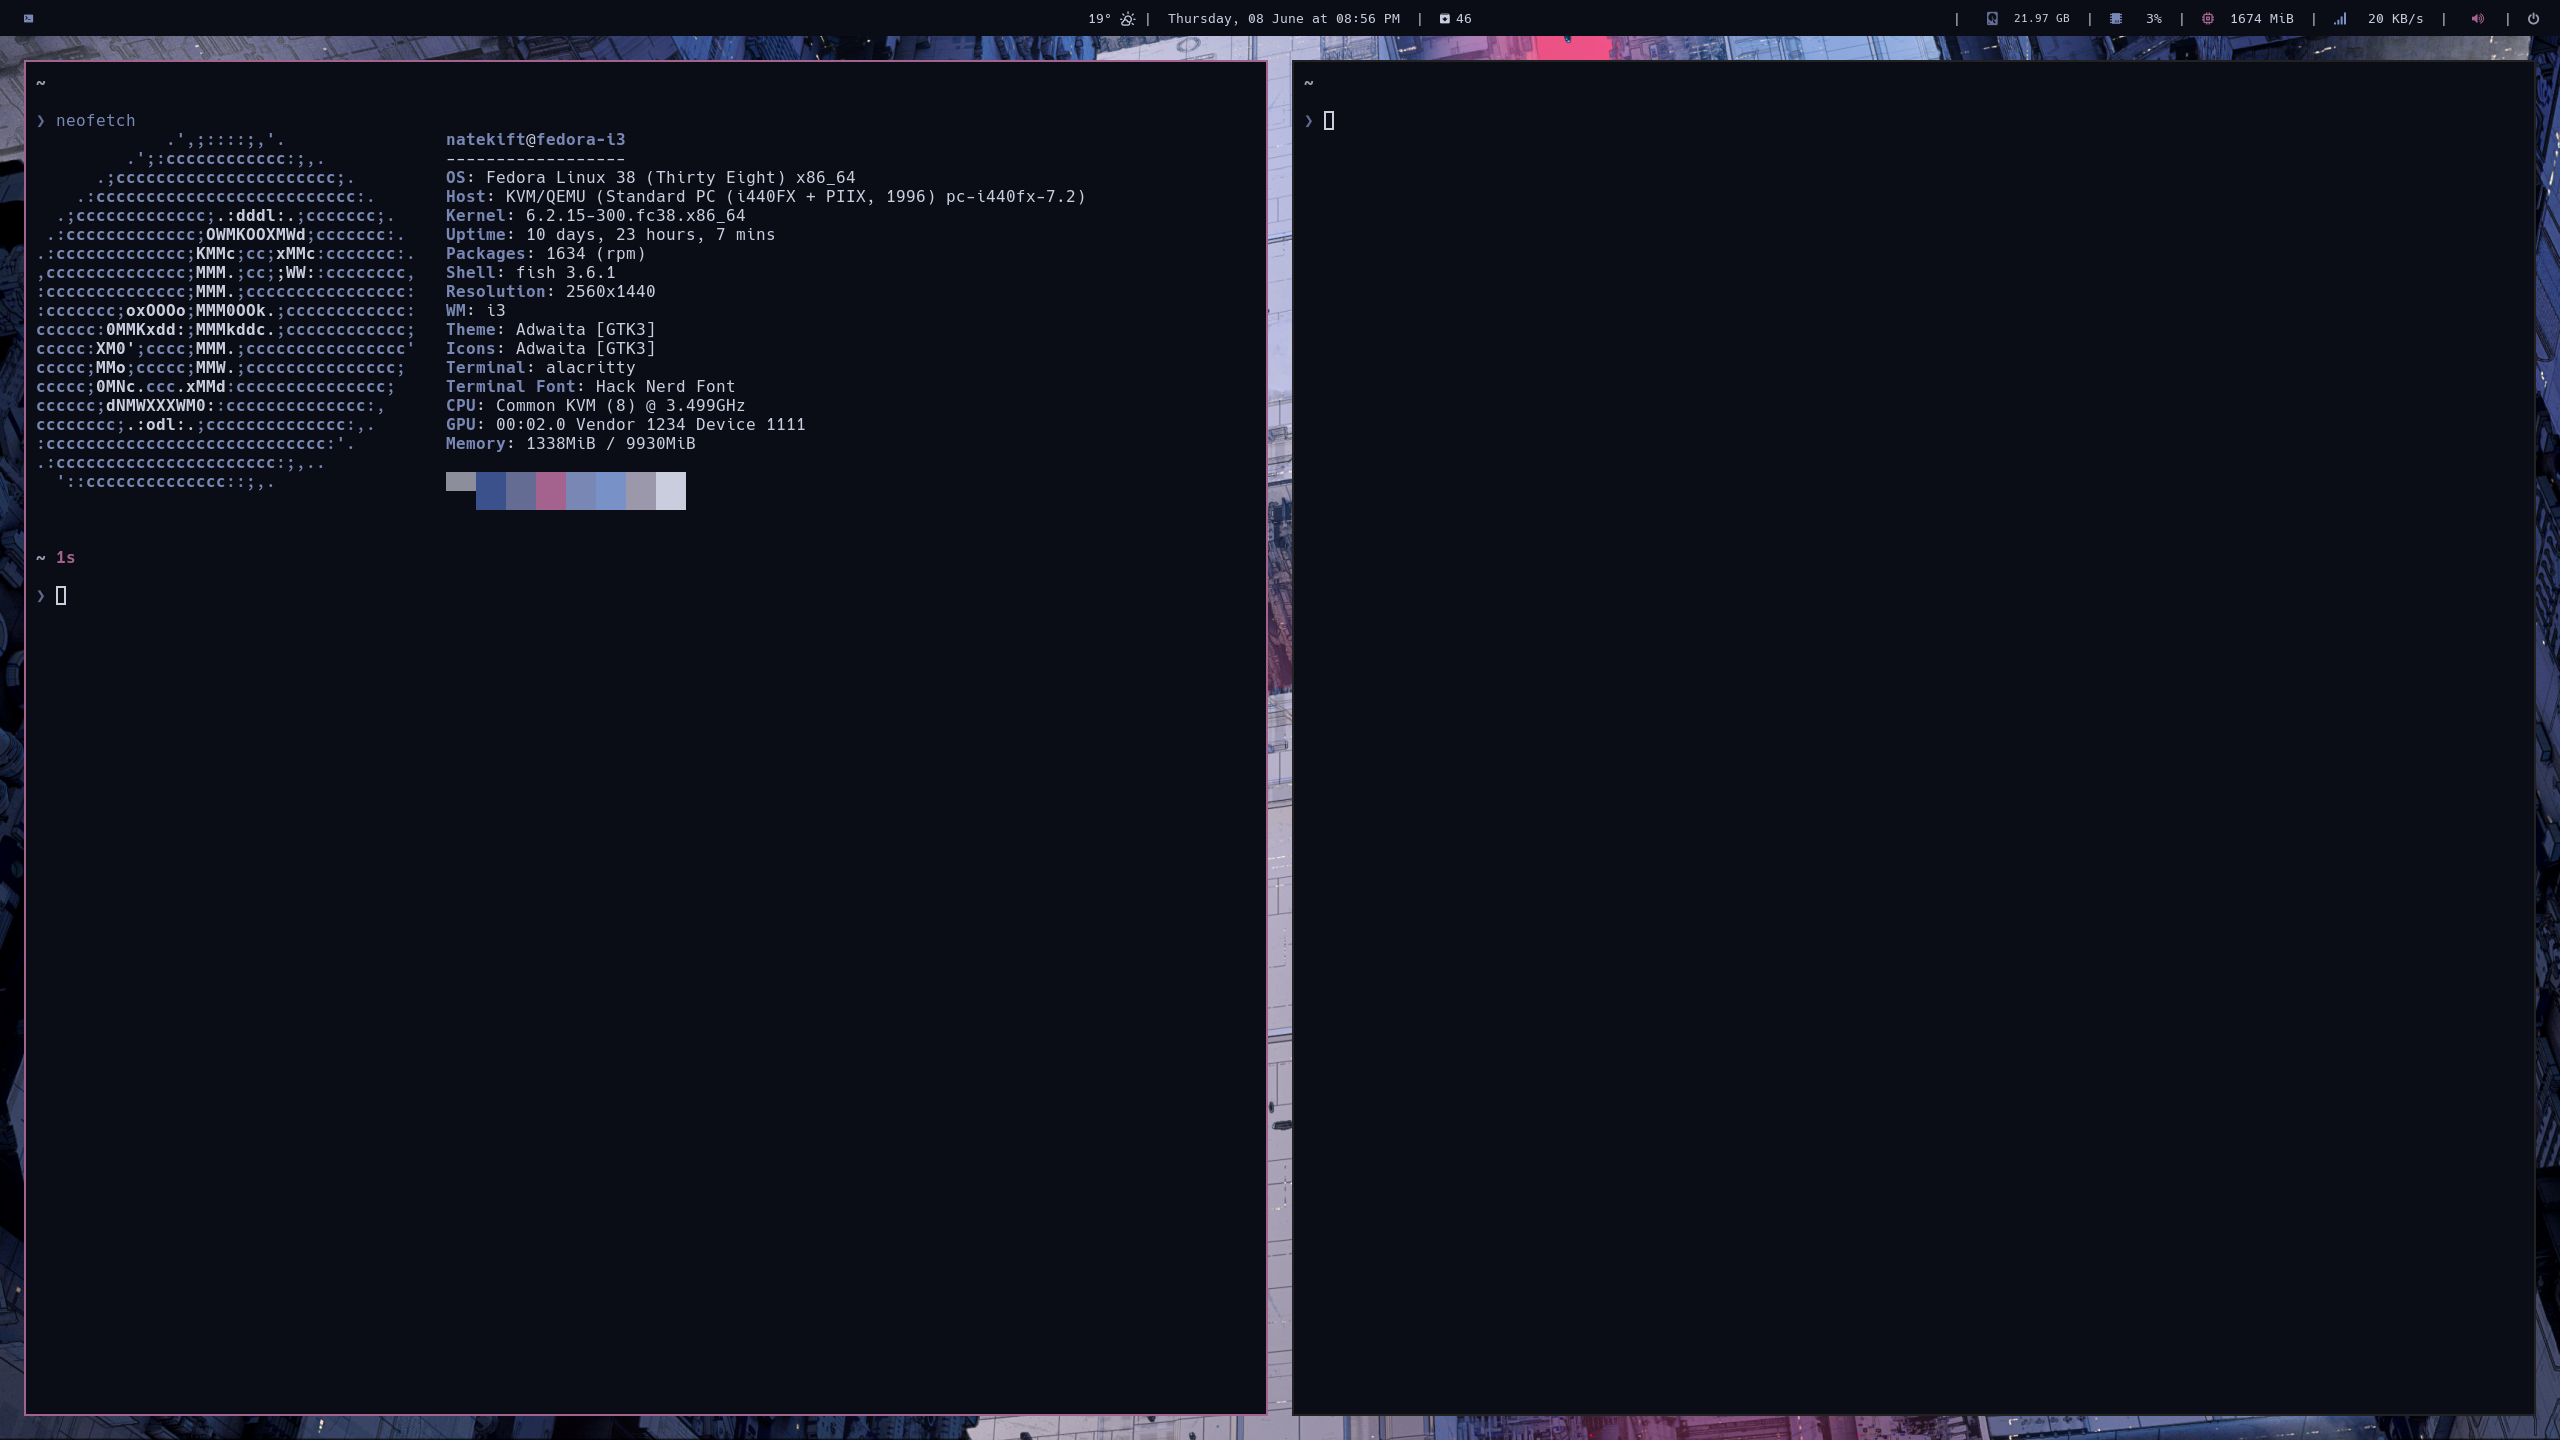 19° | Thursday, 08 June at 08:56 PM | 46 | 21.97 GB | 3% | 1674 MiB | 20 KB/s | |
~
❯ neofetch
             .',;::::;,'.
         .';:cccccccccccc:;,.
      .;cccccccccccccccccccccc;.
    .:cccccccccccccccccccccccccc:.
  .;ccccccccccccc;.:dddl:.;ccccccc;.
 .:ccccccccccccc;OWMKOOXMWd;ccccccc:.
.:ccccccccccccc;KMMc;cc;xMMc:ccccccc:.
,cccccccccccccc;MMM.;cc;;WW::cccccccc,
:cccccccccccccc;MMM.;cccccccccccccccc:
:ccccccc;oxOOOo;MMM0OOk.;cccccccccccc:
cccccc:0MMKxdd:;MMMkddc.;cccccccccccc;
ccccc:XM0';cccc;MMM.;cccccccccccccccc'
ccccc;MMo;ccccc;MMW.;ccccccccccccccc;
ccccc;0MNc.ccc.xMMd:ccccccccccccccc;
cccccc;dNMWXXXWM0::cccccccccccccc:,
cccccccc;.:odl:.;cccccccccccccc:,.
:cccccccccccccccccccccccccccc:'.
.:cccccccccccccccccccccc:;,..
  '::cccccccccccccc::;,.
natekift@fedora-i3
------------------
OS: Fedora Linux 38 (Thirty Eight) x86_64
Host: KVM/QEMU (Standard PC (i440FX + PIIX, 1996) pc-i440fx-7.2)
Kernel: 6.2.15-300.fc38.x86_64
Uptime: 10 days, 23 hours, 7 mins
Packages: 1634 (rpm)
Shell: fish 3.6.1
Resolution: 2560x1440
WM: i3
Theme: Adwaita [GTK3]
Icons: Adwaita [GTK3]
Terminal: alacritty
Terminal Font: Hack Nerd Font
CPU: Common KVM (8) @ 3.499GHz
GPU: 00:02.0 Vendor 1234 Device 1111
Memory: 1338MiB / 9930MiB
~ 1s
❯
~
❯